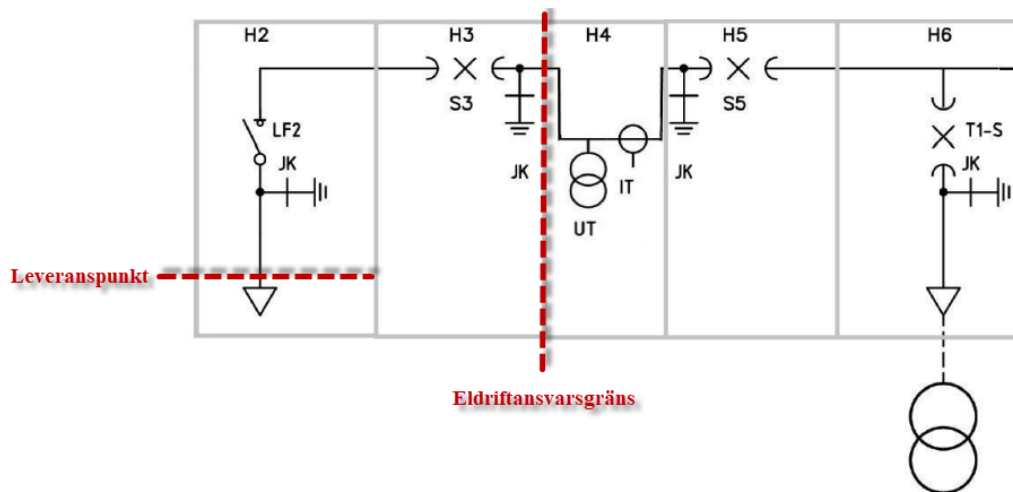 H2
H3
H4
H5
H6
S3
S5
LF2
T1-S
JK
JK
JK
JK
IT
UT
Leveranspunkt
Eldriftansvarsgräns